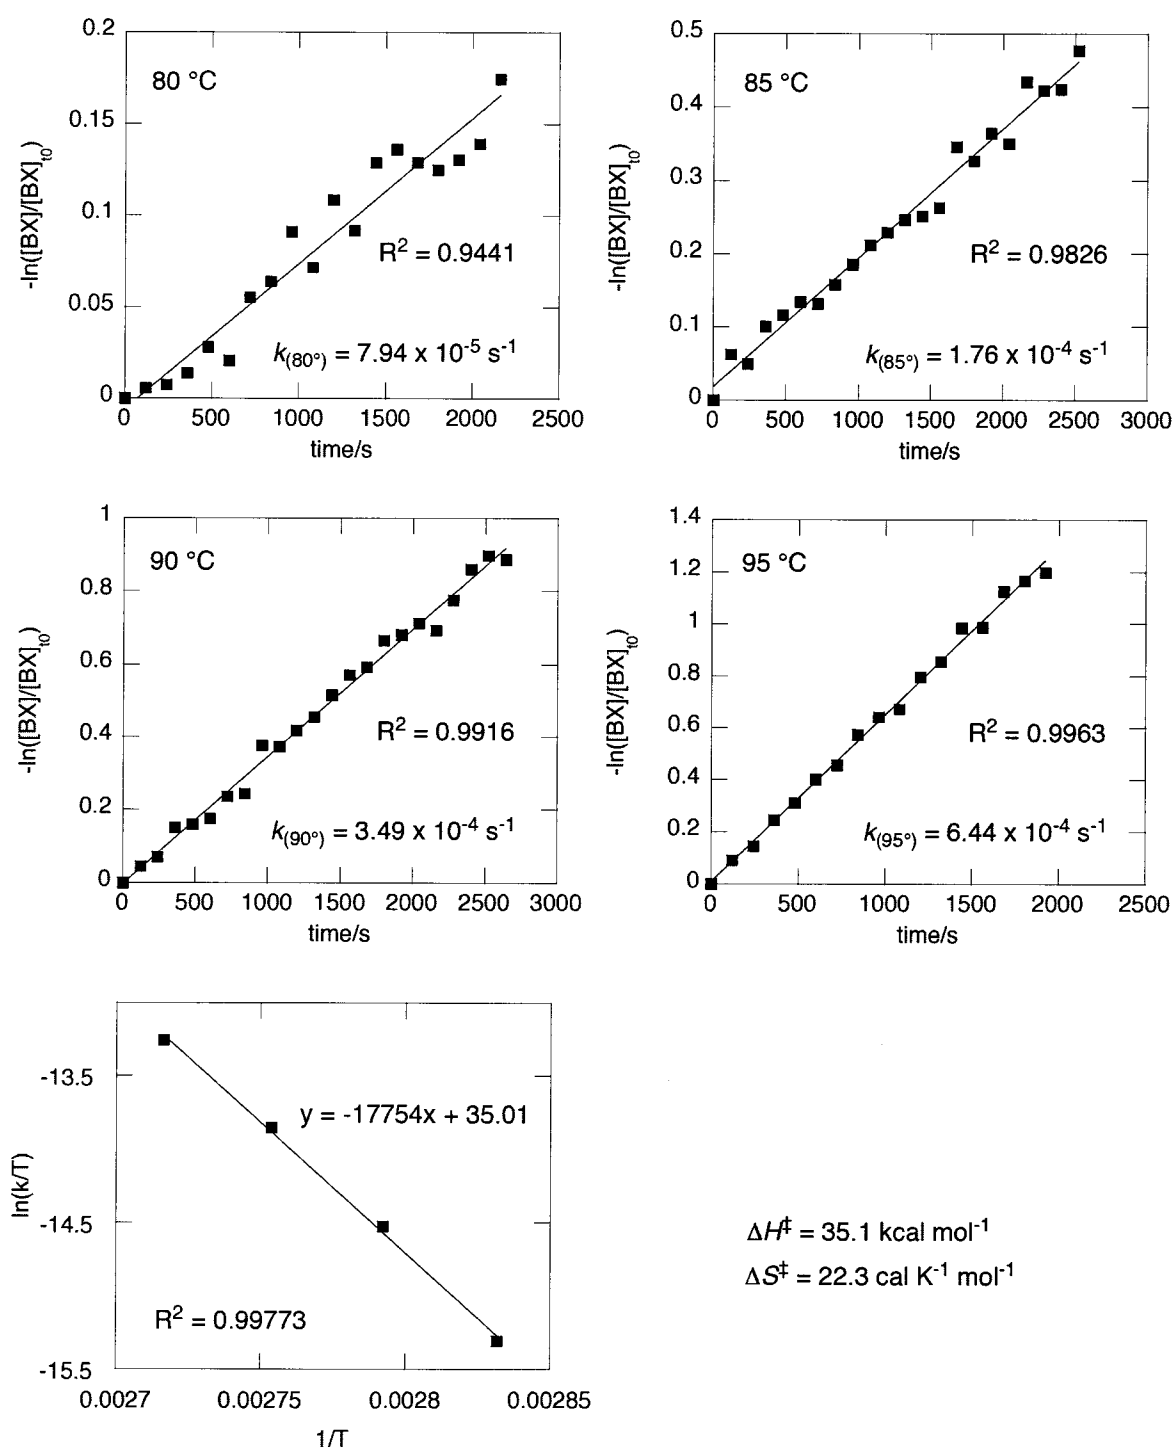 0.2
0.15
0.1
0.05
0
80 °C
-ln([BX]/[BX]t0)
R2 = 0.9441
k(80°) = 7.94 x 10-5 s-1
0 500 1000 1500 2000 2500
time/s
0.5
0.4
0.3
0.2
0.1
0
85 °C
-ln([BX]/[BX]t0)
R2 = 0.9826
k(85°) = 1.76 x 10-4 s-1
0 500 1000 1500 2000 2500 3000
time/s
1
0.8
0.6
0.4
0.2
0
90 °C
-ln([BX]/[BX]t0)
R2 = 0.9916
k(90°) = 3.49 x 10-4 s-1
0 500 1000 1500 2000 2500 3000
time/s
1.4
1.2
1
0.8
0.6
0.4
0.2
0
95 °C
-ln([BX]/[BX]t0)
R2 = 0.9963
k(95°) = 6.44 x 10-4 s-1
0 500 1000 1500 2000 2500
time/s
-13.5
-14.5
-15.5
ln(k/T)
y = -17754x + 35.01
R2 = 0.99773
0.0027 0.00275 0.0028 0.00285
1/T
ΔH‡ = 35.1 kcal mol-1
ΔS‡ = 22.3 cal K-1 mol-1